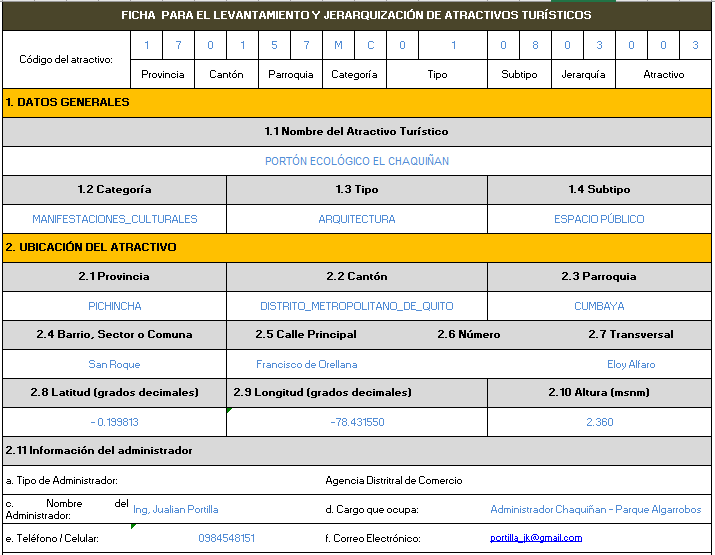 FICHA PARA EL LEVANTAMIENTO Y JERARQUIZACIÓN DE ATRACTIVOS TURÍSTICOS
Código del atractivo: 1 7 0 1 5 7 M C 0 1 0 8 0 3 0 0 3
Provincia Cantón Parroquia Categoría Tipo Subtipo Jerarquía Atractivo
1. DATOS GENERALES
1.1 Nombre del Atractivo Turístico
PORTÓN ECOLÓGICO EL CHAQUIÑAN
1.2 Categoría 1.3 Tipo 1.4 Subtipo
MANIFESTACIONES_CULTURALES ARQUITECTURA ESPACIO PÚBLICO
2. UBICACIÓN DEL ATRACTIVO
2.1 Provincia 2.2 Cantón 2.3 Parroquia
PICHINCHA DISTRITO_METROPOLITANO_DE_QUITO CUMBAYA
2.4 Barrio, Sector o Comuna 2.5 Calle Principal 2.6 Número 2.7 Transversal
San Roque Francisco de Orellana Eloy Alfaro
2.8 Latitud (grados decimales) 2.9 Longitud (grados decimales) 2.10 Altura (msnm)
- 0.199813 -78.431550 2.360
2.11 Información del administrador
a. Tipo de Administrador: Agencia Distritral de Comercio
c. Nombre del Administrador: Ing, Jualian Portilla d. Cargo que ocupa: Administrador Chaquiñan - Parque Algarrobos
e. Teléfono / Celular: 0984548151 f. Correo Electrónico: portilla_jk@gmail.com